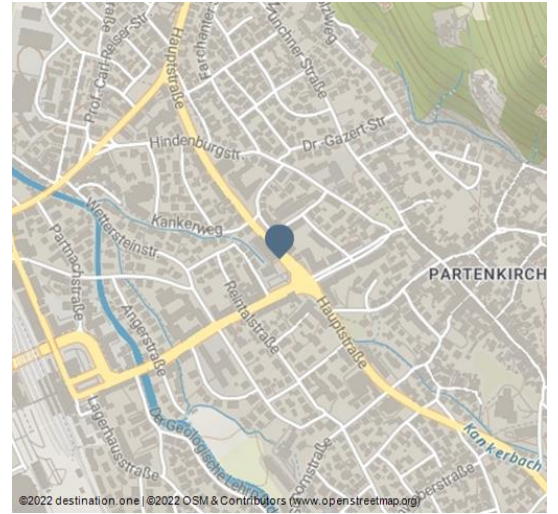 Prof.-Carl-Reiser-Str.
Hauptstraße
Farchanter
Münchner Straße
Dr.-Gazert-Str
Hindenburgstr.
Kankerweg
Wettersteinstr.
Partnachstraße
PARTENKIRCH
Angerstraße
Reintalstraße
Hauptstraße
Lagerhausstraße
Der Geologische Lehrpfad
Kankerbach
©2022 destination.one | ©2022 OSM & Contributors (www.openstreetmap.org)